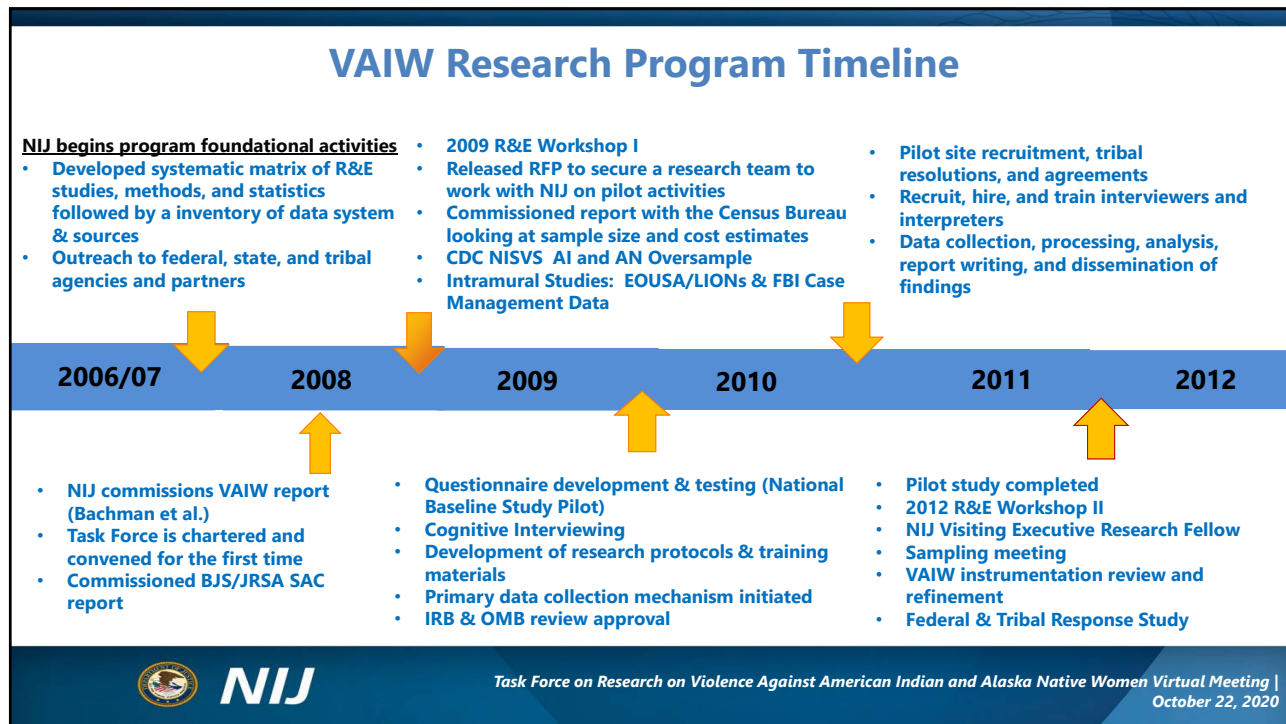 VAIW Research Program Timeline
NIJ begins program foundational activities
• Developed systematic matrix of R&E
studies, methods, and statistics
followed by a inventory of data system
& sources
• Outreach to federal, state, and tribal
agencies and partners
• 2009 R&E Workshop I
• Released RFP to secure a research team to
work with NIJ on pilot activities
• Commissioned report with the Census Bureau
looking at sample size and cost estimates
• CDC NISVS AI and AN Oversample
• Intramural Studies: EOUSA/LIONs & FBI Case
Management Data
• Pilot site recruitment, tribal
resolutions, and agreements
• Recruit, hire, and train interviewers and
interpreters
• Data collection, processing, analysis,
report writing, and dissemination of
findings
2006/07 2008 2009 2010 2011 2012
• NIJ commissions VAIW report
(Bachman et al.)
• Task Force is chartered and
convened for the first time
• Commissioned BJS/JRSA SAC
report
• Questionnaire development & testing (National
Baseline Study Pilot)
• Cognitive Interviewing
• Development of research protocols & training
materials
• Primary data collection mechanism initiated
• IRB & OMB review approval
• Pilot study completed
• 2012 R&E Workshop II
• NIJ Visiting Executive Research Fellow
• Sampling meeting
• VAIW instrumentation review and
refinement
• Federal & Tribal Response Study
NIJ
Task Force on Research on Violence Against American Indian and Alaska Native Women Virtual Meeting |
October 22, 2020